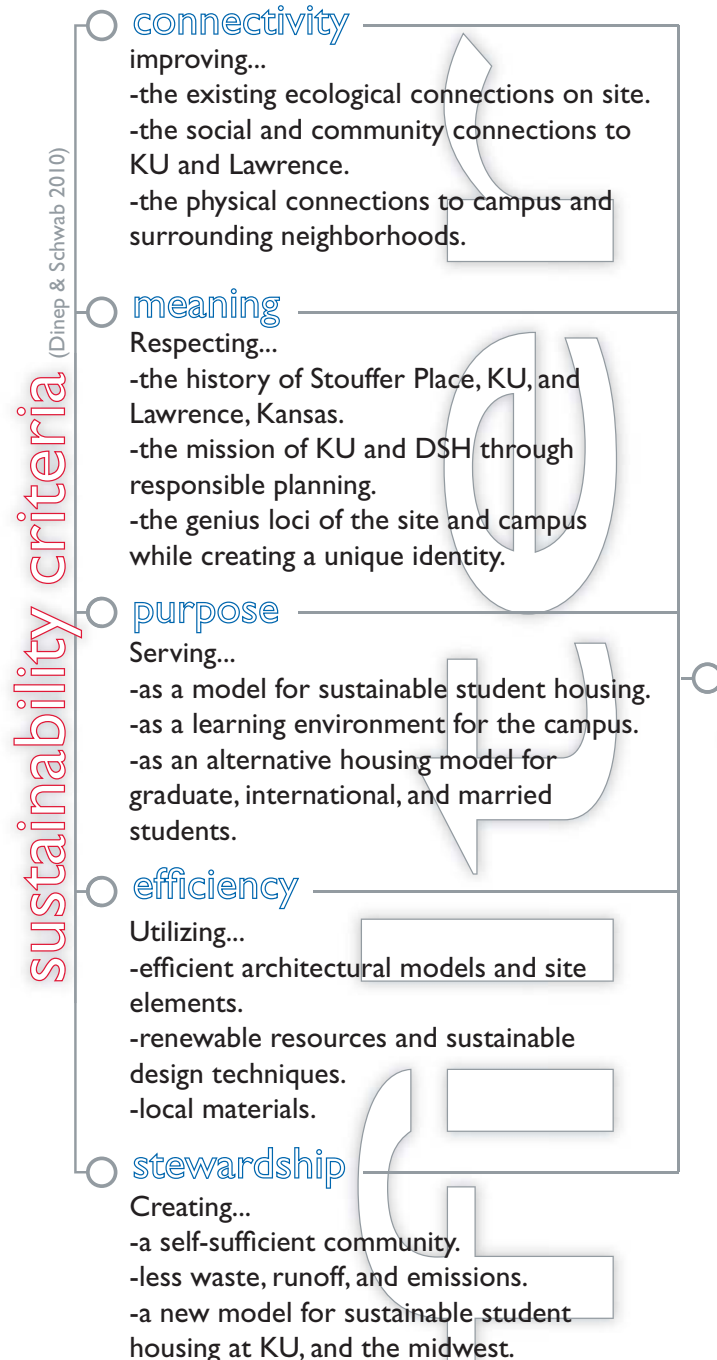 sustainability criteria
(Dinep & Schwab 2010)
connectivity
improving...
-the existing ecological connections on site.
-the social and community connections to
KU and Lawrence.
-the physical connections to campus and
surrounding neighborhoods.
meaning
Respecting...
-the history of Stouffer Place, KU, and
Lawrence, Kansas.
-the mission of KU and DSH through
responsible planning.
-the genius loci of the site and campus
while creating a unique identity.
purpose
Serving...
-as a model for sustainable student housing.
-as a learning environment for the campus.
-as an alternative housing model for
graduate, international, and married
students.
efficiency
Utilizing...
-efficient architectural models and site
elements.
-renewable resources and sustainable
design techniques.
-local materials.
stewardship
Creating...
-a self-sufficient community.
-less waste, runoff, and emissions.
-a new model for sustainable student
housing at KU, and the midwest.
filter